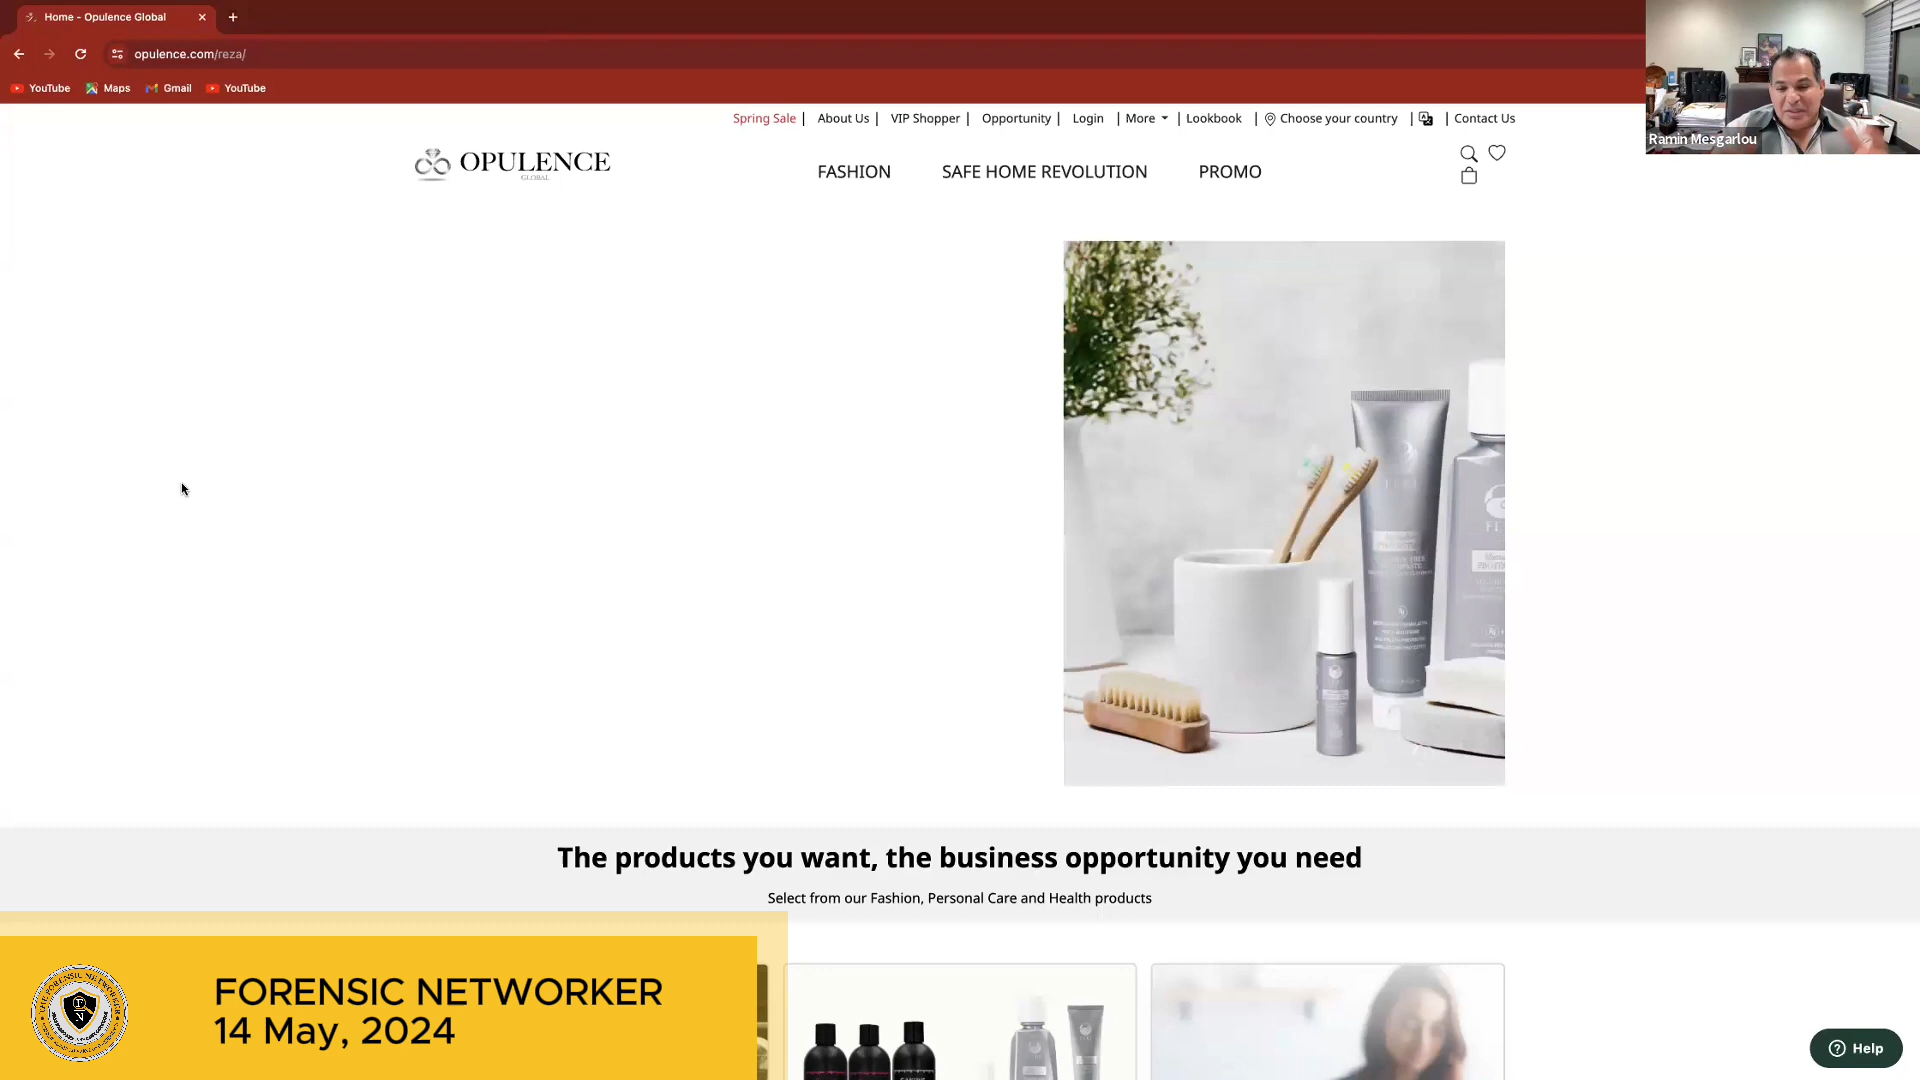 Home - Opulence Global
opulence.com/reza/
YouTube Maps Gmail YouTube
Ramin Mesgarlou
Spring Sale | About Us | VIP Shopper | Opportunity | Login | More | Lookbook | Choose your country | | Contact Us
OPULENCE
GLOBAL
FASHION SAFE HOME REVOLUTION PROMO
The products you want, the business opportunity you need
Select from our Fashion, Personal Care and Health products
FORENSIC NETWORKER
14 May, 2024
Help